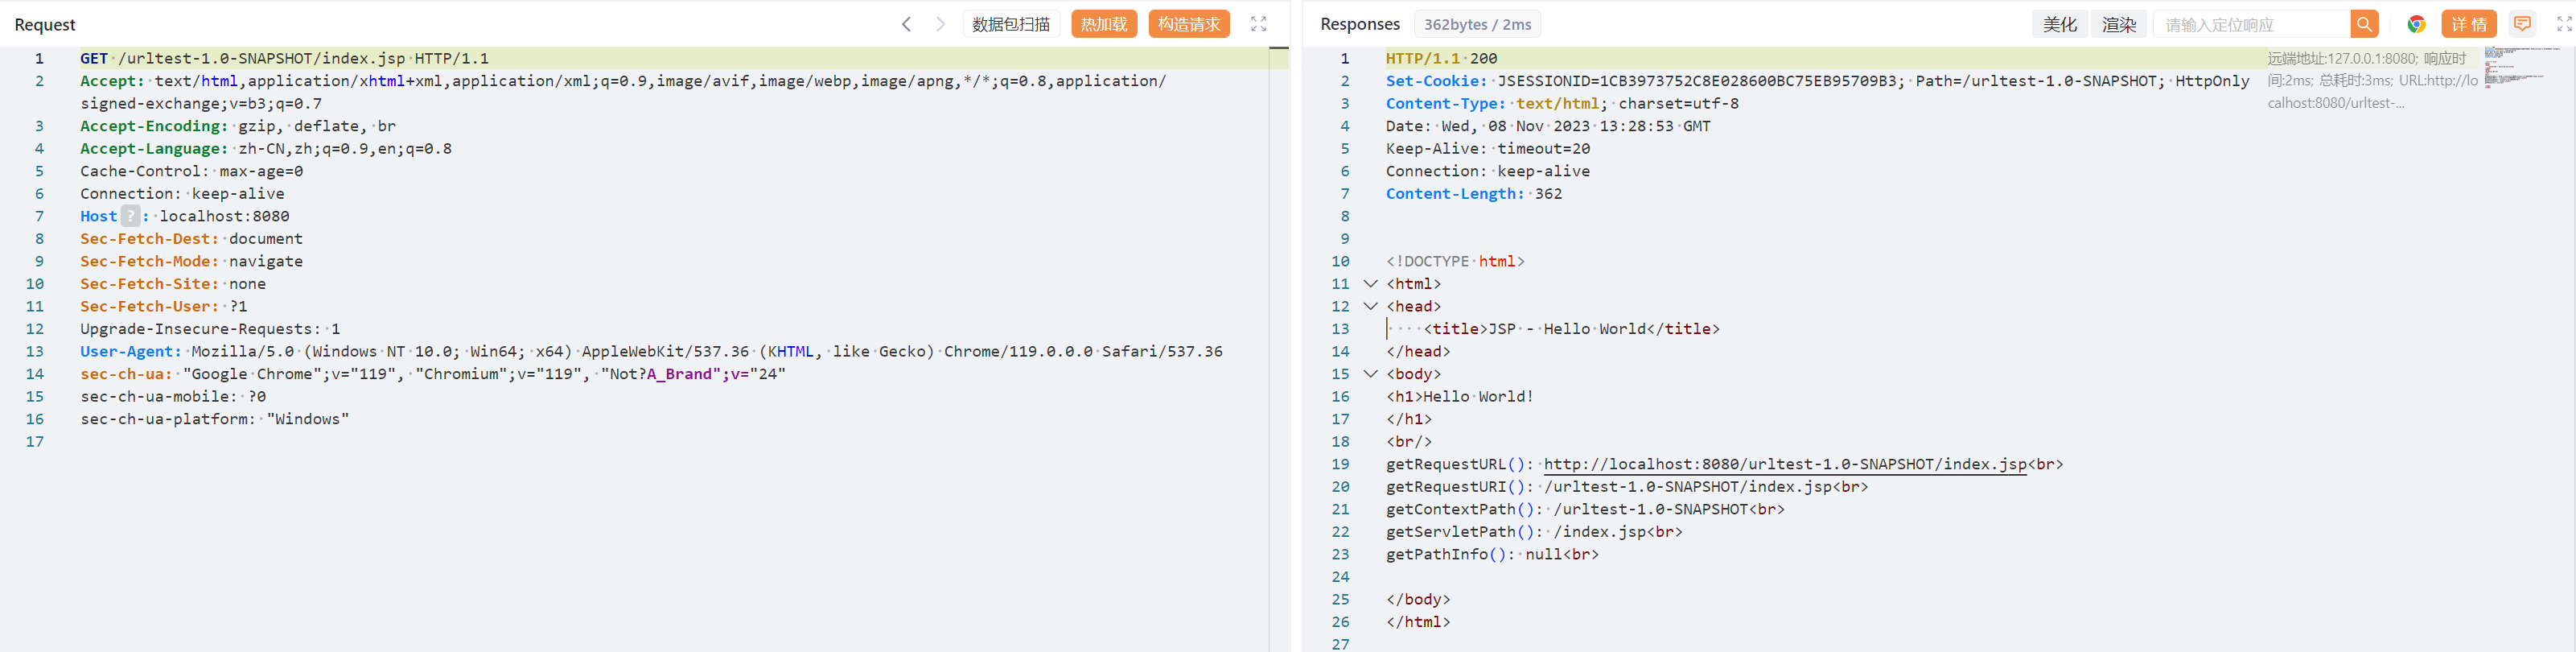 Request
数据包扫描
热加载
构造请求
1 GET /urltest-1.0-SNAPSHOT/index.jsp HTTP/1.1
2 Accept: text/html,application/xhtml+xml,application/xml;q=0.9,image/avif,image/webp,image/apng,*/*;q=0.8,application/
signed-exchange;v=b3;q=0.7
3 Accept-Encoding: gzip, deflate, br
4 Accept-Language: zh-CN,zh;q=0.9,en;q=0.8
5 Cache-Control: max-age=0
6 Connection: keep-alive
7 Host ? : localhost:8080
8 Sec-Fetch-Dest: document
9 Sec-Fetch-Mode: navigate
10 Sec-Fetch-Site: none
11 Sec-Fetch-User: ?1
12 Upgrade-Insecure-Requests: 1
13 User-Agent: Mozilla/5.0 (Windows NT 10.0; Win64; x64) AppleWebKit/537.36 (KHTML, like Gecko) Chrome/119.0.0.0 Safari/537.36
14 sec-ch-ua: "Google Chrome";v="119", "Chromium";v="119", "Not?A_Brand";v="24"
15 sec-ch-ua-mobile: ?0
16 sec-ch-ua-platform: "Windows"
17
Responses
362bytes / 2ms
美化
渲染
请输入定位响应
详情
1 HTTP/1.1 200
2 Set-Cookie: JSESSIONID=1CB3973752C8E028600BC75EB95709B3; Path=/urltest-1.0-SNAPSHOT; HttpOnly
3 Content-Type: text/html; charset=utf-8
4 Date: Wed, 08 Nov 2023 13:28:53 GMT
5 Keep-Alive: timeout=20
6 Connection: keep-alive
7 Content-Length: 362
8
9
10 <!DOCTYPE html>
11 <html>
12 <head>
13 <title>JSP - Hello World</title>
14 </head>
15 <body>
16 <h1>Hello World!
17 </h1>
18 <br/>
19 getRequestURL(): http://localhost:8080/urltest-1.0-SNAPSHOT/index.jsp<br>
20 getRequestURI(): /urltest-1.0-SNAPSHOT/index.jsp<br>
21 getContextPath(): /urltest-1.0-SNAPSHOT<br>
22 getServletPath(): /index.jsp<br>
23 getPathInfo(): null<br>
24
25 </body>
26 </html>
27
远端地址:127.0.0.1:8080; 响应时
间:2ms; 总耗时:3ms; URL:http://lo
calhost:8080/urltest-...